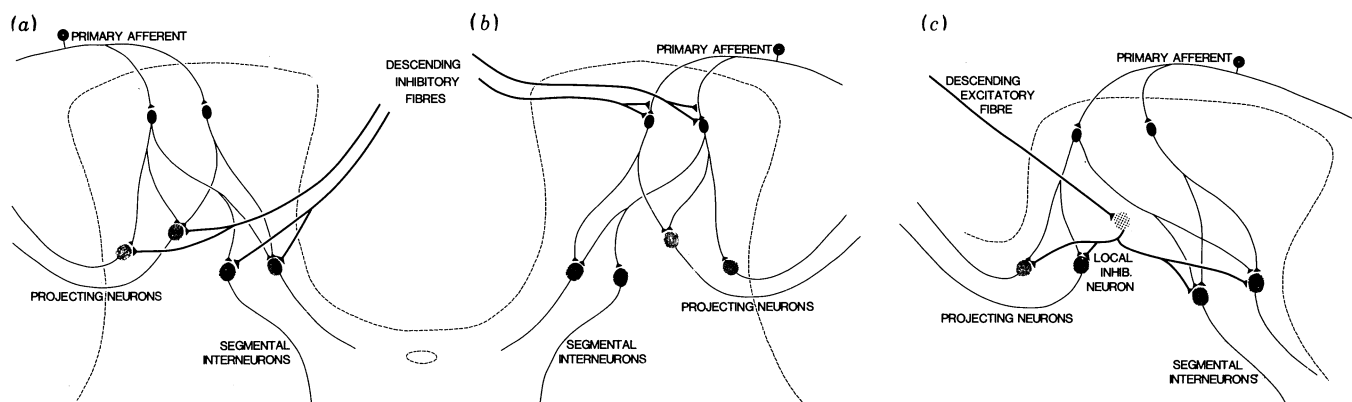 (a)
PRIMARY AFFERENT
DESCENDING
INHIBITORY
FIBRES
PROJECTING NEURONS
SEGMENTAL
INTERNEURONS
(b)
PRIMARY AFFERENT
SEGMENTAL
INTERNEURONS
PROJECTING NEURONS
(c)
PRIMARY AFFERENT
DESCENDING
EXCITATORY
FIBRE
LOCAL
INHIB.
NEURON
PROJECTING NEURONS
SEGMENTAL
INTERNEURONS